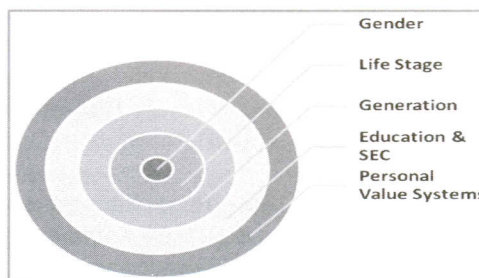 Gender
Life Stage
Generation
Education &
SEC
Personal
Value Systems